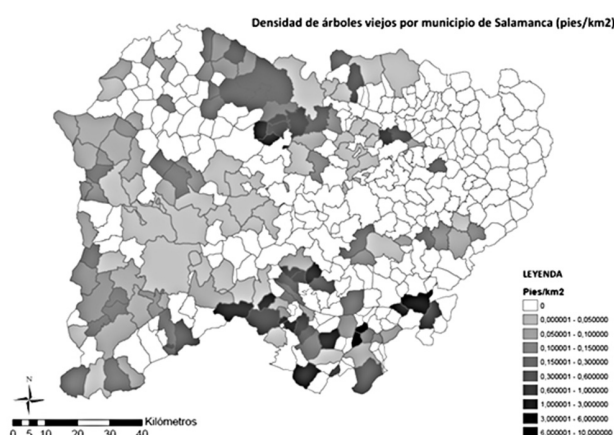 Densidad de árboles viejos por municipio de Salamanca (pies/km2)
LEYENDA
Pies/km2
0
0,000001 - 0,050000
0,050001 - 0,100000
0,100001 - 0,150000
0,150001 - 0,300000
0,300001 - 0,600000
0,600001 - 1,000000
1,000001 - 3,000000
3,000001 - 6,000000
6,000001 - 10,000000
N
Kilómetros
0 5 10 20 30 40